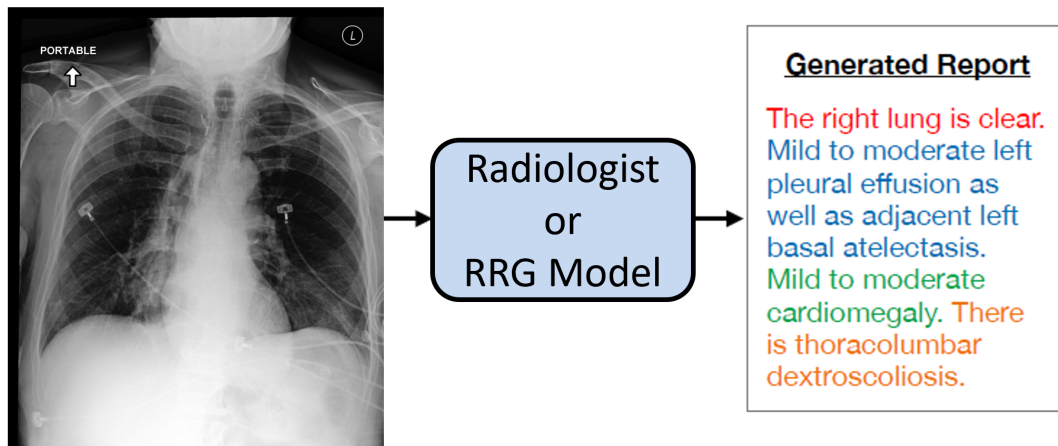 PORTABLE
L
Radiologist
or
RRG Model
Generated Report
The right lung is clear.
Mild to moderate left
pleural effusion as
well as adjacent left
basal atelectasis.
Mild to moderate
cardiomegaly. There
is thoracolumbar
dextroscoliosis.